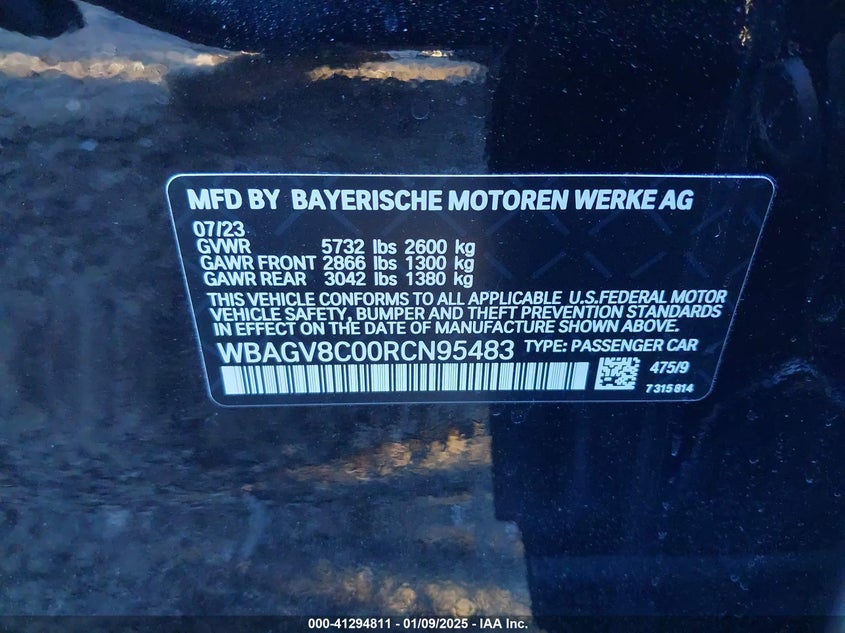 MFD BY BAYERISCHE MOTOREN WERKE AG
07/23
GVWR 5732 lbs 2600 kg
GAWR FRONT 2866 lbs 1300 kg
GAWR REAR 3042 lbs 1380 kg
THIS VEHICLE CONFORMS TO ALL APPLICABLE U.S.FEDERAL MOTOR
VEHICLE SAFETY, BUMPER AND THEFT PREVENTION STANDARDS
IN EFFECT ON THE DATE OF MANUFACTURE SHOWN ABOVE.
WBAGV8C00RCN95483 TYPE: PASSENGER CAR
475/9
7315814
000-41294811 - 01/09/2025 - IAA Inc.